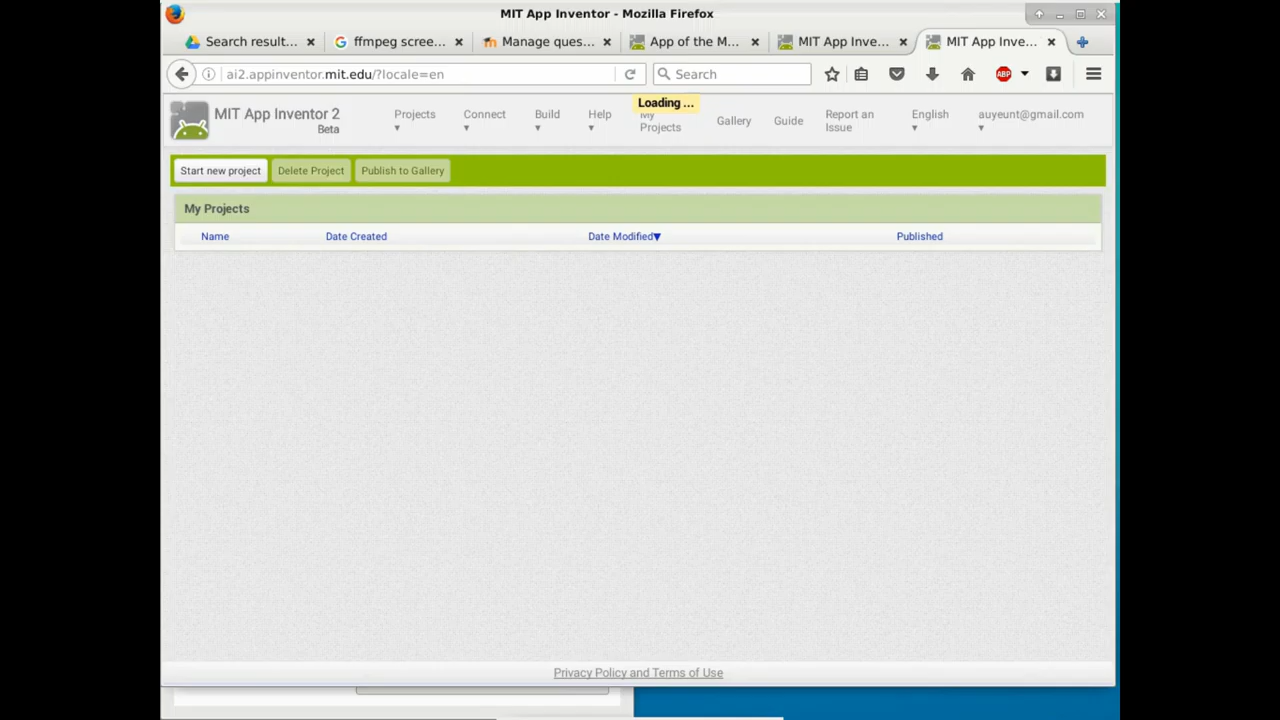 MIT App Inventor - Mozilla Firefox
Search result... ffmpeg scree... Manage ques... App of the M... MIT App Inve... MIT App Inve...
ai2.appinventor.mit.edu/?locale=en Search ABP
MIT App Inventor 2
Beta
Projects Connect Build Help My Projects Gallery Guide Report an Issue English auyeunt@gmail.com
Loading ...
Start new project Delete Project Publish to Gallery
My Projects
Name Date Created Date Modified▼ Published
Privacy Policy and Terms of Use